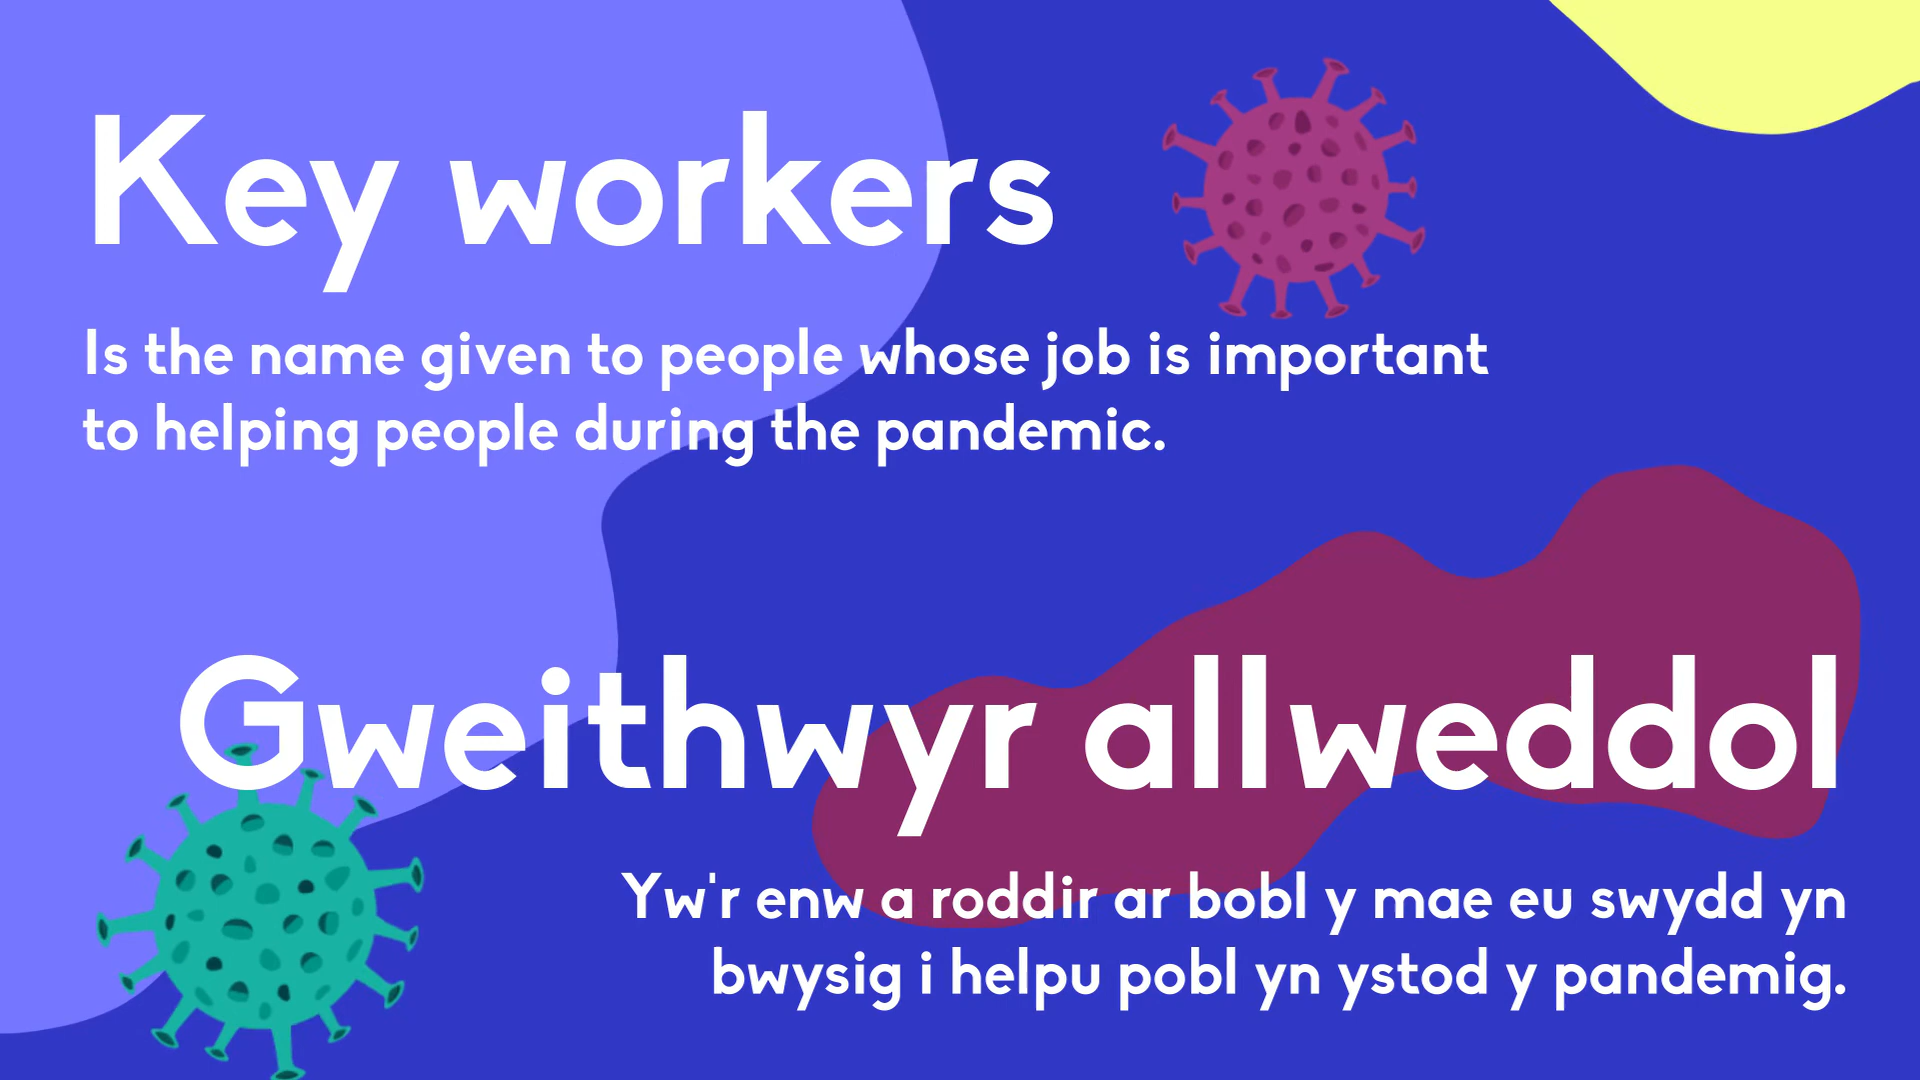 Key workers
Is the name given to people whose job is important
to helping people during the pandemic.
Gweithwyr allweddol
Yw'r enw a roddir ar bobl y mae eu swydd yn
bwysig i helpu pobl yn ystod y pandemig.